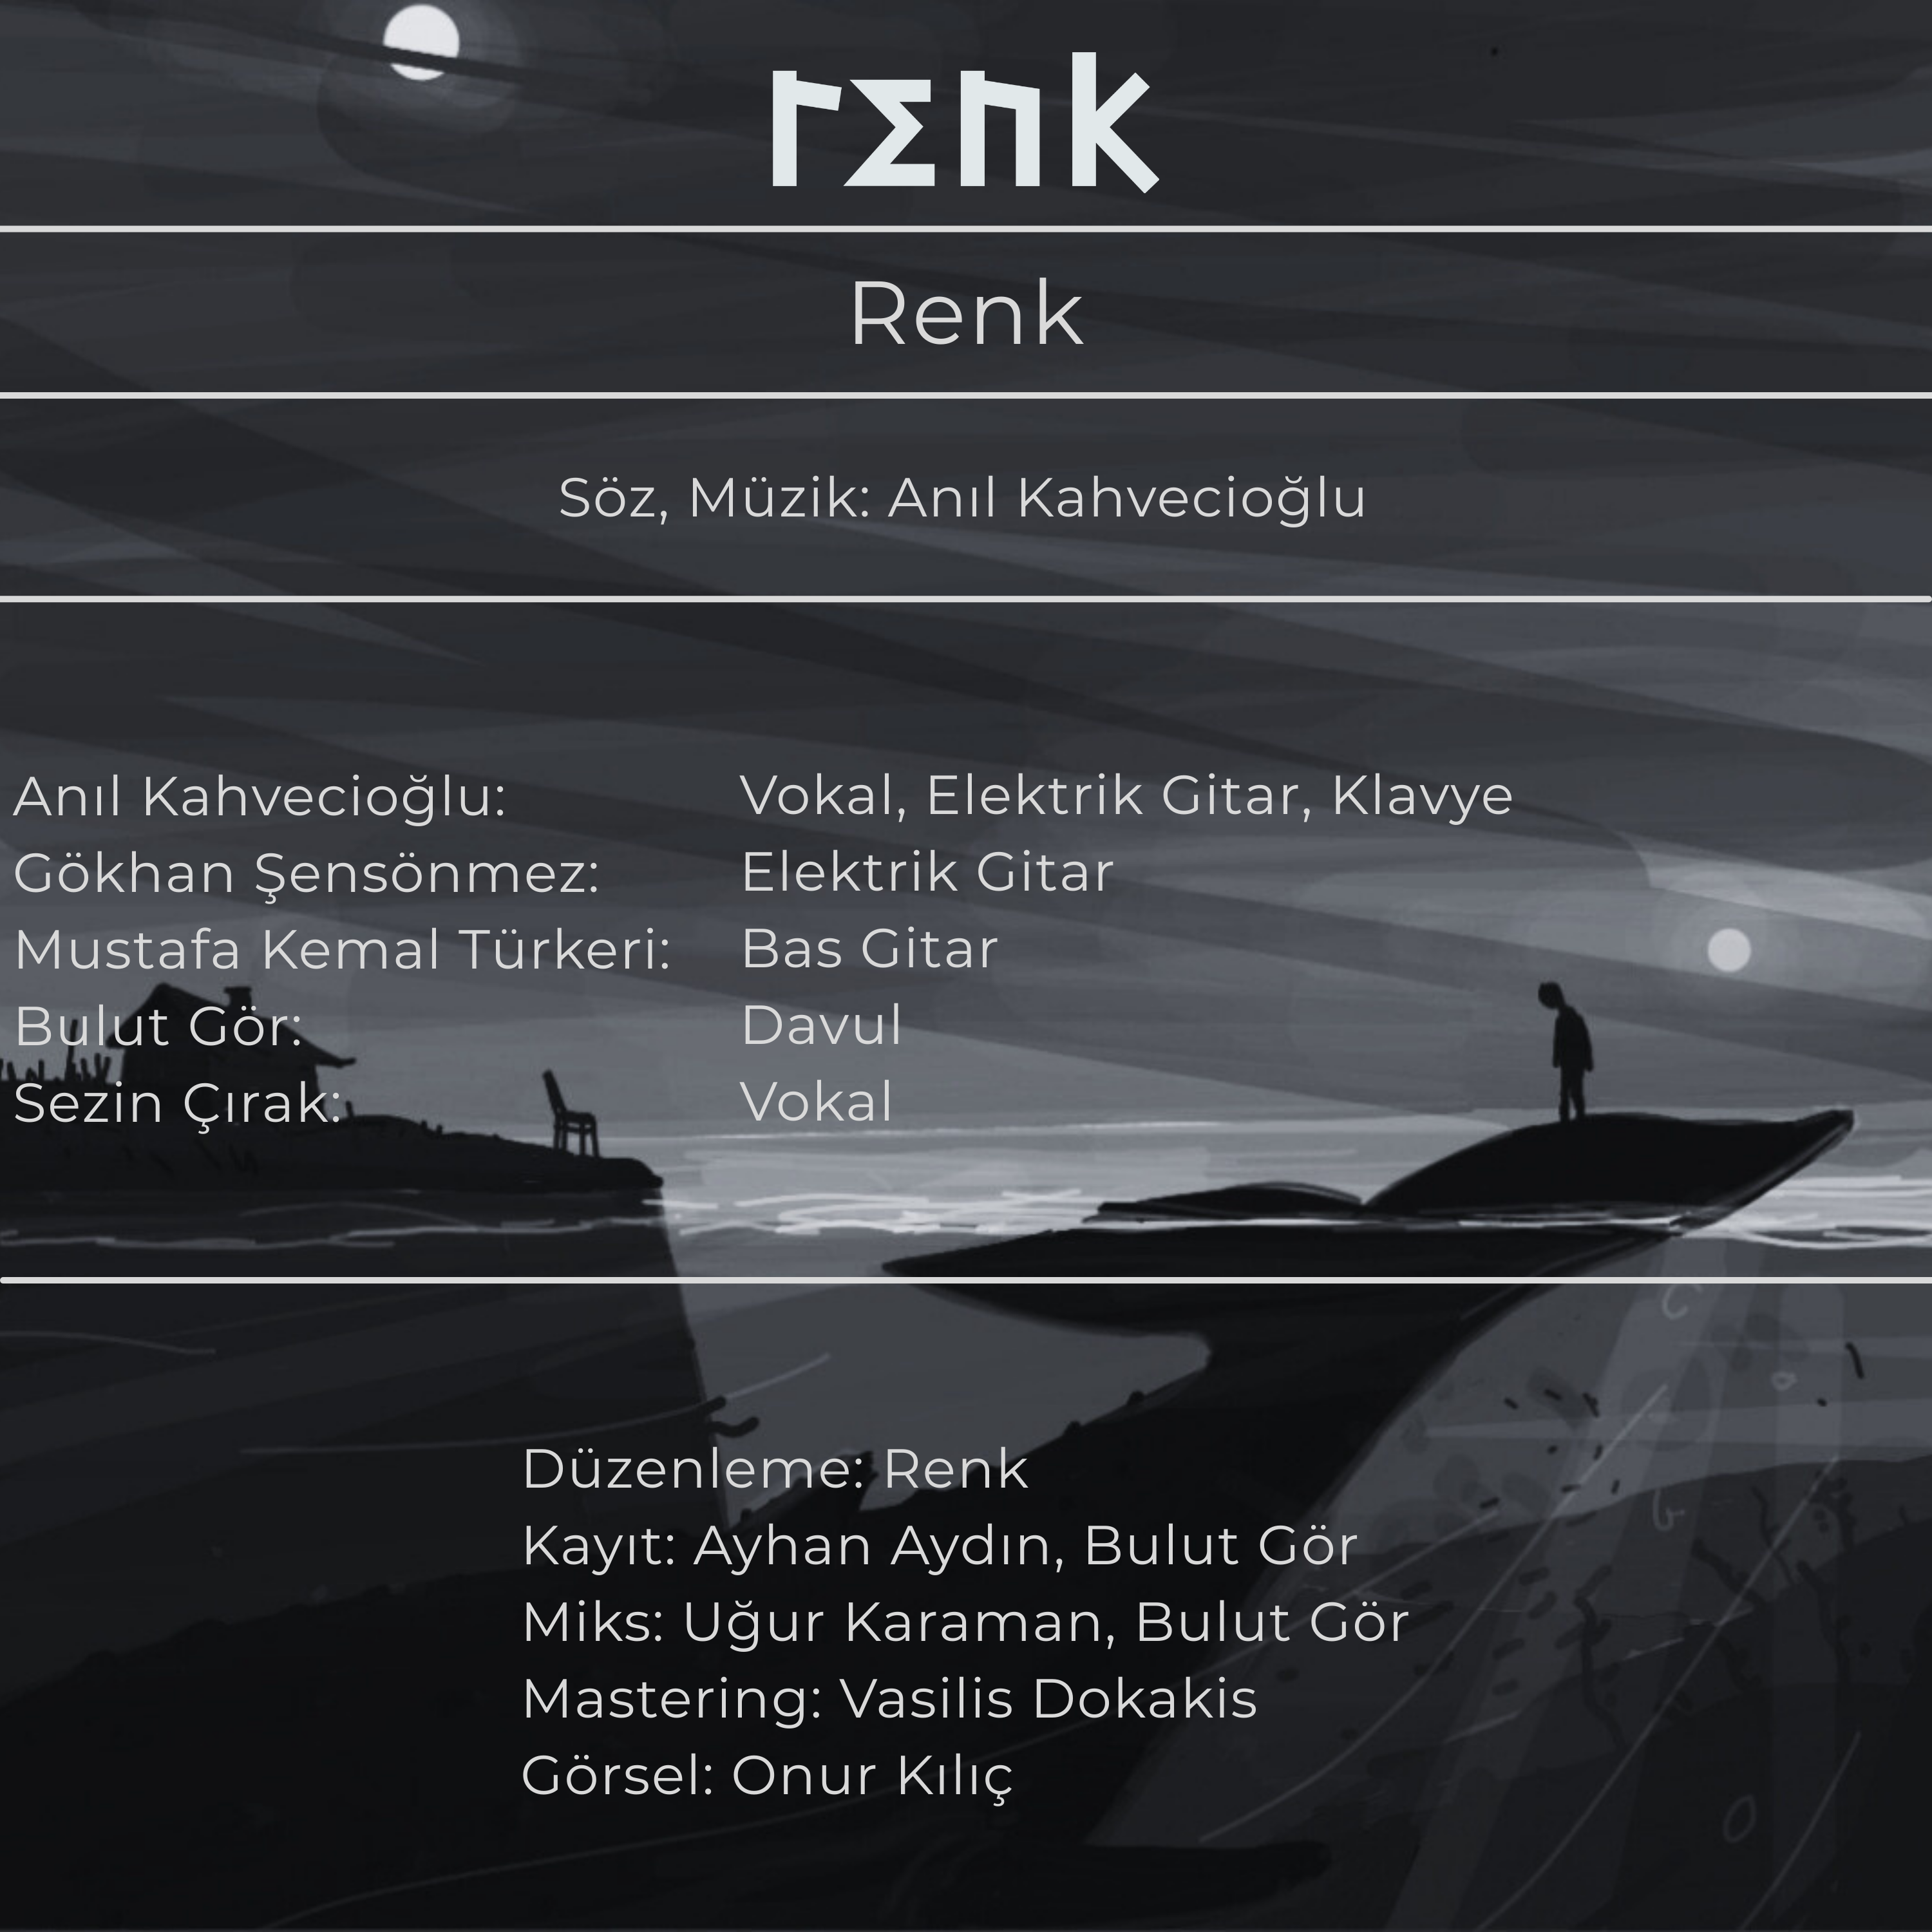 renk
Renk
Söz, Müzik: Anıl Kahvecioğlu
Anıl Kahvecioğlu: Vokal, Elektrik Gitar, Klavye
Gökhan Şensönmez: Elektrik Gitar
Mustafa Kemal Türkeri: Bas Gitar
Bulut Gör: Davul
Sezin Çırak: Vokal
Düzenleme: Renk
Kayıt: Ayhan Aydın, Bulut Gör
Miks: Uğur Karaman, Bulut Gör
Mastering: Vasilis Dokakis
Görsel: Onur Kılıç